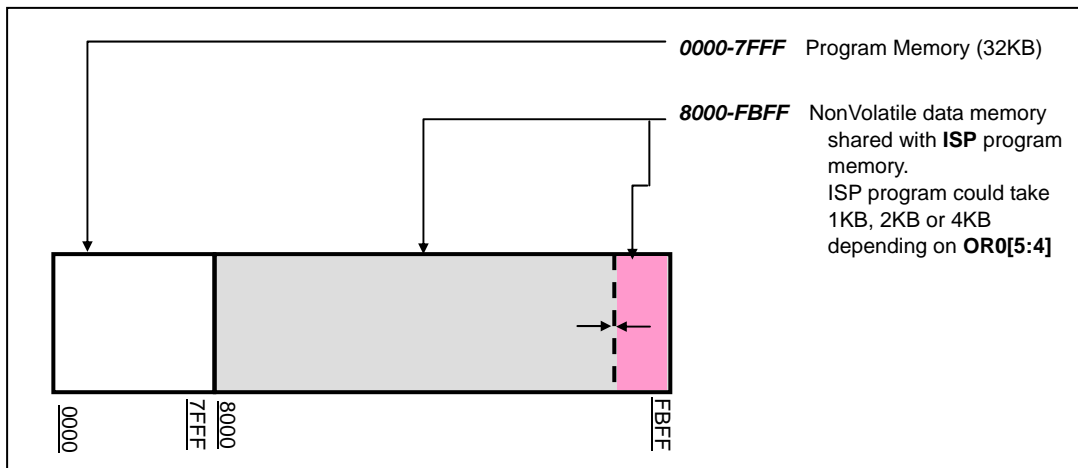 0000-7FFF Program Memory (32KB)
8000-FBFF NonVolatile data memory
shared with ISP program
memory.
ISP program could take
1KB, 2KB or 4KB
depending on OR0[5:4]
0000
7FFF
8000
FBFF